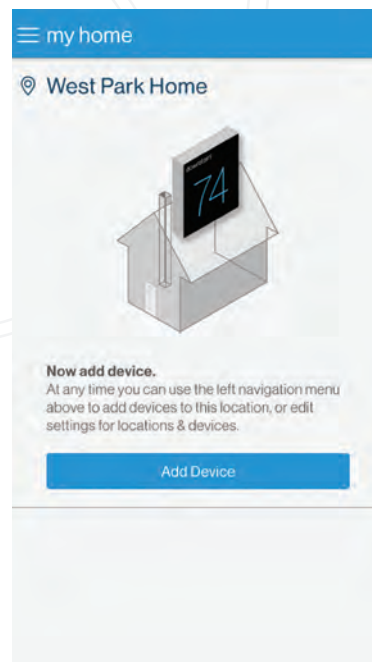 my home
West Park Home
downstairs
74
Now add device.
At any time you can use the left navigation menu
above to add devices to this location, or edit
settings for locations & devices.
Add Device